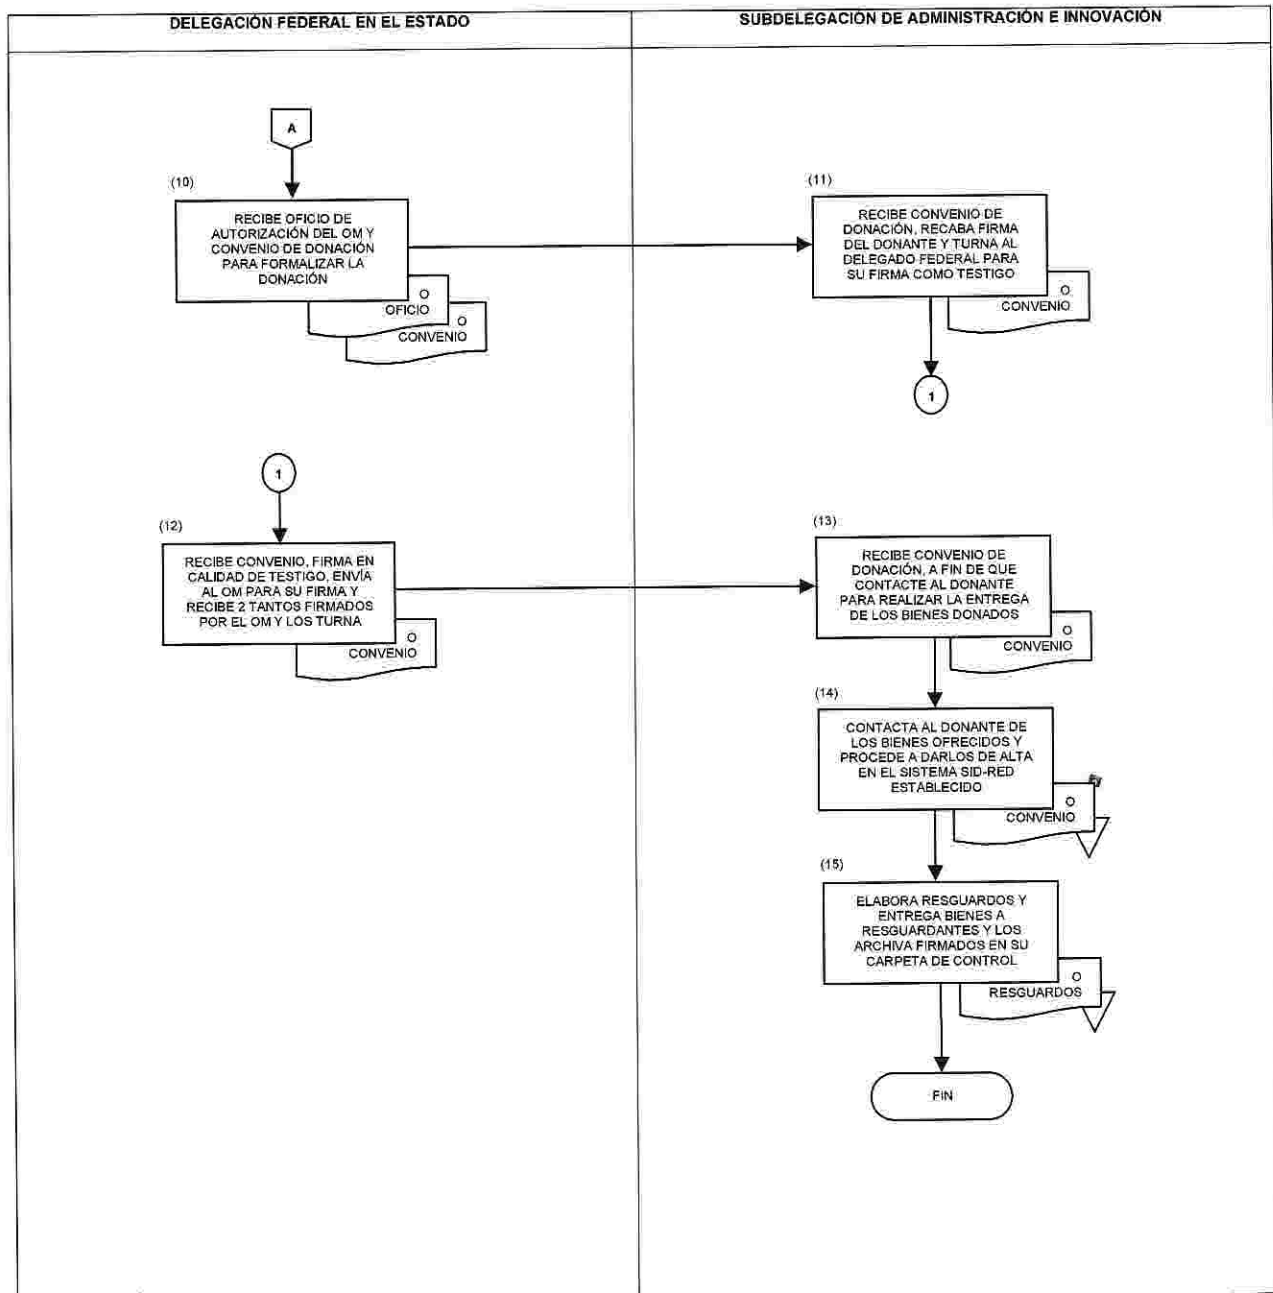 DELEGACIÓN FEDERAL EN EL ESTADO
SUBDELEGACIÓN DE ADMINISTRACIÓN E INNOVACIÓN
A
(10)
RECIBE OFICIO DE
AUTORIZACIÓN DEL OM Y
CONVENIO DE DONACIÓN
PARA FORMALIZAR LA
DONACIÓN
O
OFICIO
O
CONVENIO
(11)
RECIBE CONVENIO DE
DONACIÓN, RECABA FIRMA
DEL DONANTE Y TURNA AL
DELEGADO FEDERAL PARA
SU FIRMA COMO TESTIGO
O
CONVENIO
1
1
(12)
RECIBE CONVENIO, FIRMA EN
CALIDAD DE TESTIGO, ENVÍA
AL OM PARA SU FIRMA Y
RECIBE 2 TANTOS FIRMADOS
POR EL OM Y LOS TURNA
O
CONVENIO
(13)
RECIBE CONVENIO DE
DONACIÓN, A FIN DE QUE
CONTACTE AL DONANTE
PARA REALIZAR LA ENTREGA
DE LOS BIENES DONADOS
O
CONVENIO
(14)
CONTACTA AL DONANTE DE
LOS BIENES OFRECIDOS Y
PROCEDE A DARLOS DE ALTA
EN EL SISTEMA SID-RED
ESTABLECIDO
O
CONVENIO
(15)
ELABORA RESGUARDOS Y
ENTREGA BIENES A
RESGUARDANTES Y LOS
ARCHIVA FIRMADOS EN SU
CARPETA DE CONTROL
O
RESGUARDOS
FIN